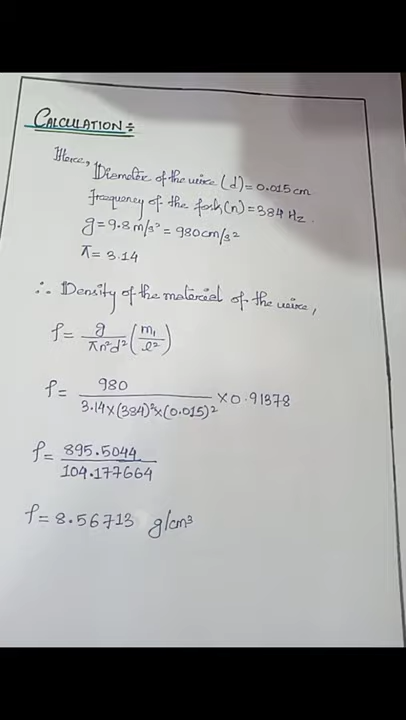 CALCULATION:-
Here,
Diameter of the wire (d) = 0.015 cm
Frequency of the fork (n) = 384 Hz.
g = 9.8 m/s² = 980 cm/s²
π = 3.14
∴ Density of the material of the wire,
ρ = g/πn²d² (m₁/l²)
ρ = 980/3.14×(384)²×(0.015)² × 0.91378
ρ = 895.5044/104.177664
ρ = 8.56713 g/cm³